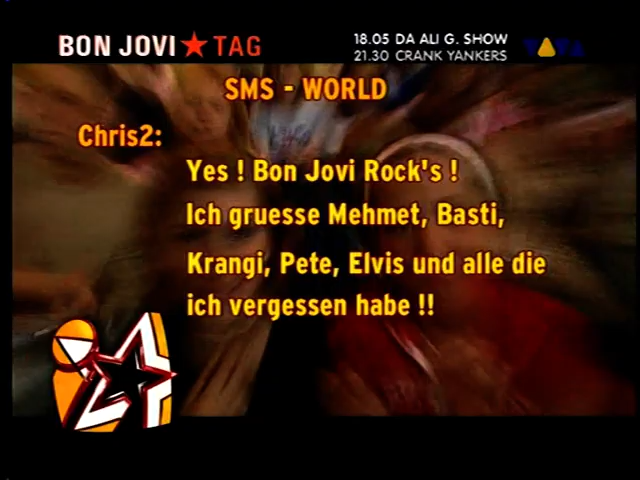 BON JOVI★TAG
18.05 DA ALI G. SHOW
21.30 CRANK YANKERS
VIVA
SMS - WORLD
Chris2:
Yes ! Bon Jovi Rock's !
Ich gruesse Mehmet, Basti,
Krangi, Pete, Elvis und alle die
ich vergessen habe !!